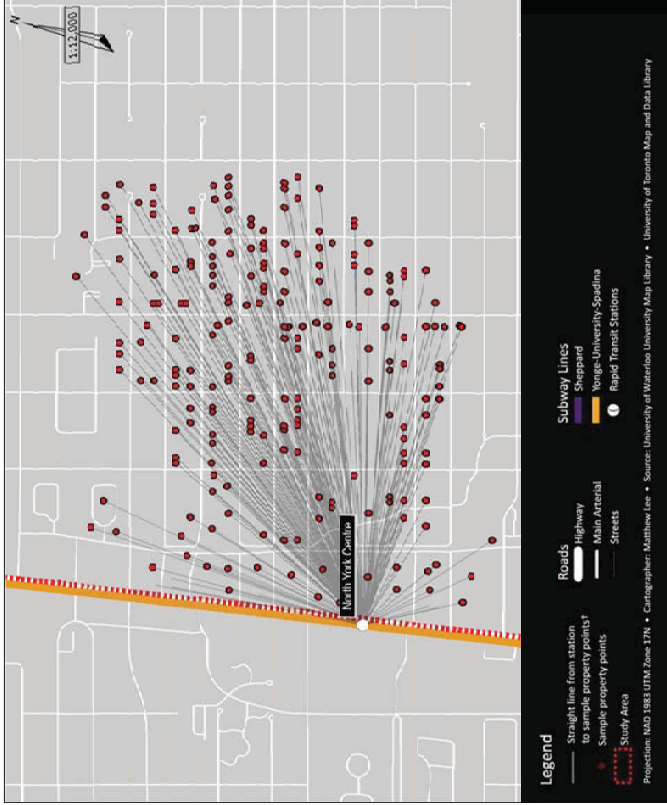 N
1:12,000
North York Centre
Legend
Straight line from station
to sample property points†
Sample property points
Study Area
Roads
Highway
Main Arterial
Streets
Subway Lines
Sheppard
Yonge-University-Spadina
Rapid Transit Stations
Projection: NAD 1983 UTM Zone 17N • Cartographer: Matthew Lee • Source: University of Waterloo University Map Library • University of Toronto Map and Data Library